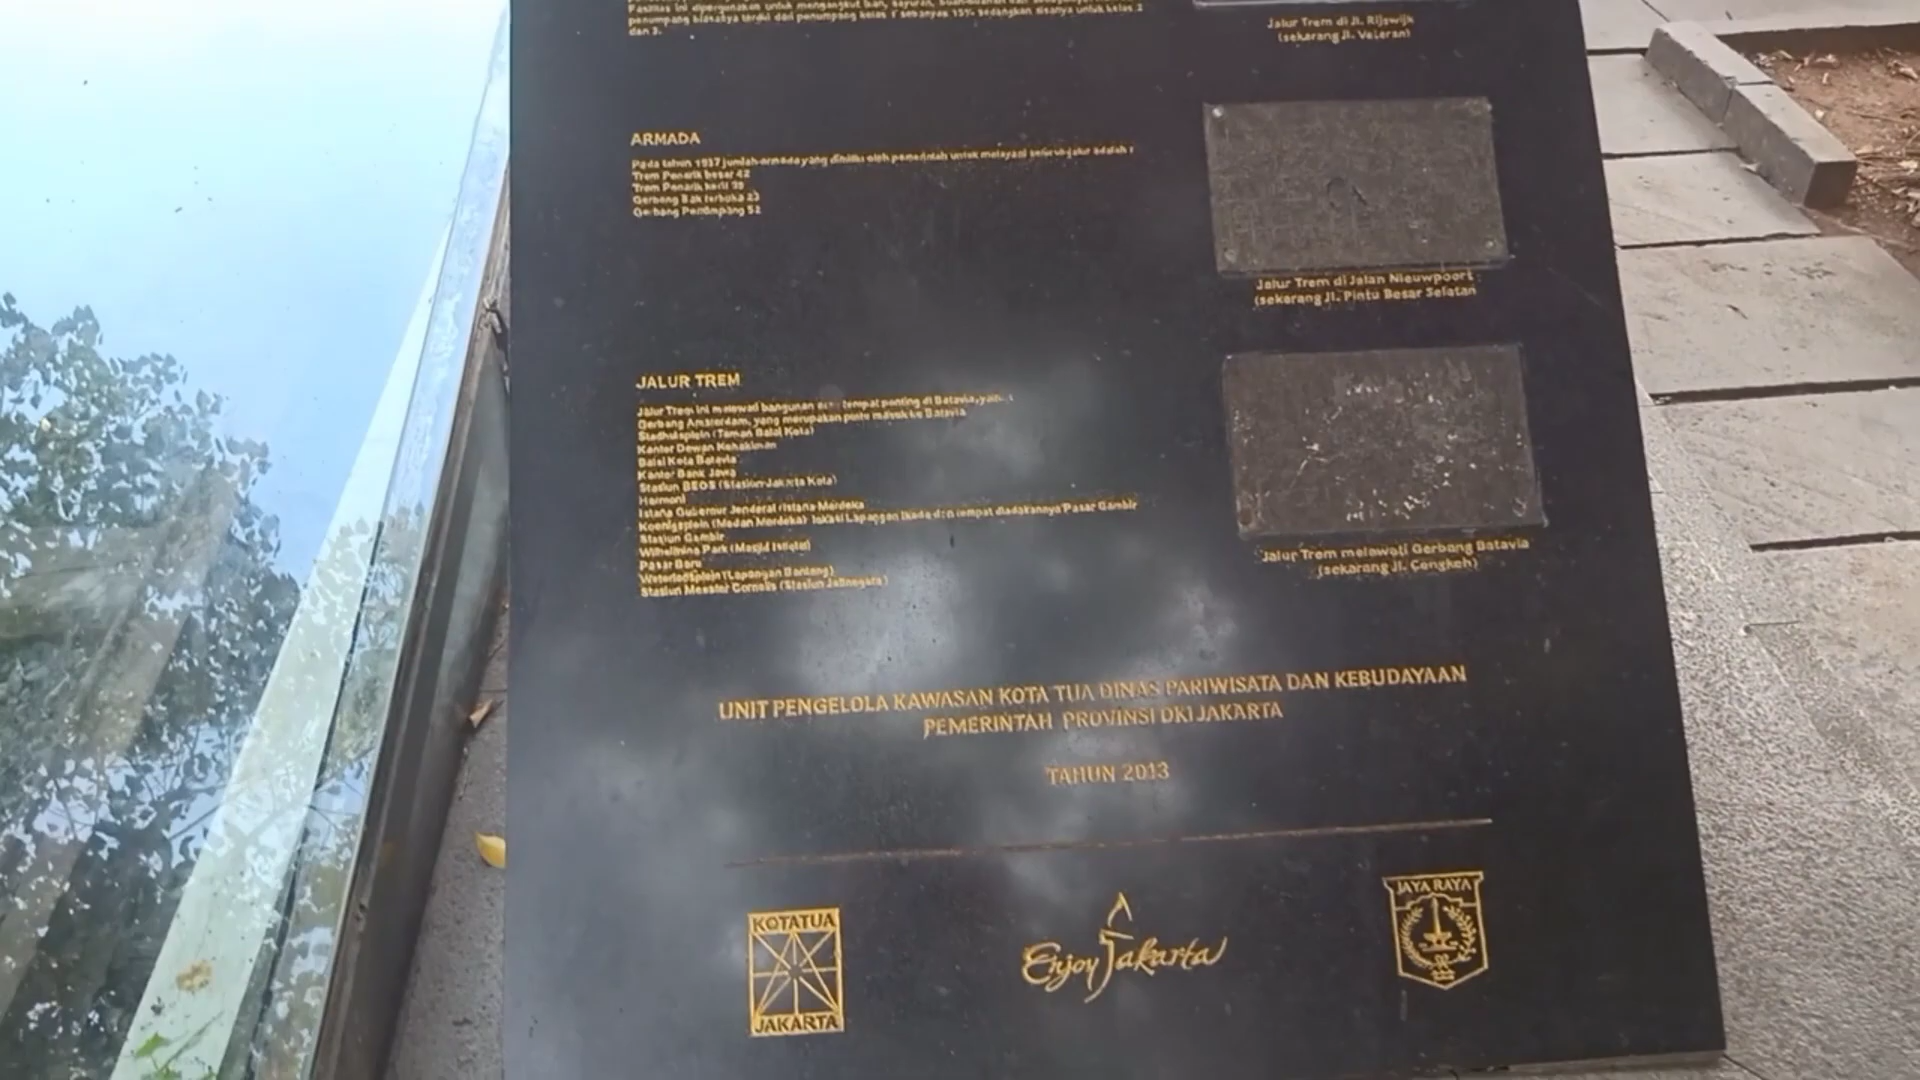 Fasilitas ini dipergunakan untuk mengangkut ikan, sayuran, buah-buahan dan
penumpang biasanya terdiri dari penumpang kelas 1 sebanyak 15% sedangkan sisanya untuk kelas 2
dan 3.
Jalur Trem di Jl. Rijswijk
(sekarang Jl. Veteran)
ARMADA
Pada tahun 1937 jumlah armada yang dimiliki oleh pemerintah untuk melayani seluruh jalur adalah :
Trem Penarik besar 42
Trem Penarik kecil 39
Gerbang Bak terbuka 23
Gerbang Penumpang 52
Jalur Trem di Jalan Nieuwpoort
(sekarang Jl. Pintu Besar Selatan
JALUR TREM
Jalur Trem ini melewati bangunan tempat penting di Batavia,
Gerbang Amsterdam, yang merupakan pintu masuk ke Batavia
Stadhuisplein (Taman Balai Kota)
Kantor Dewan Kehakiman
Balai Kota Batavia
Kantor Bank Jawa
Stasiun BEOS (Stasiun Jakarta Kota)
Harmoni
Istana Gubernur Jenderal (Istana Merdeka
Koenigsplein (Medan Merdeka) lokasi Lapangan Ikada dan tempat diadakannya Pasar Gambir
Stasiun Gambir
Wilhelmina Park (Masjid Istiqlal)
Pasar Baru
Waterlooplein (Lapangan Banteng)
Stasiun Meester Cornelis (Stasiun Jatinegara)
Jalur Trem melewati Gerbang Batavia
(sekarang Jl. Cengkeh)
UNIT PENGELOLA KAWASAN KOTA TUA DINAS PARIWISATA DAN KEBUDAYAAN
PEMERINTAH PROVINSI DKI JAKARTA
TAHUN 2013
KOTATUA
JAKARTA
Enjoy Jakarta
JAYA RAYA